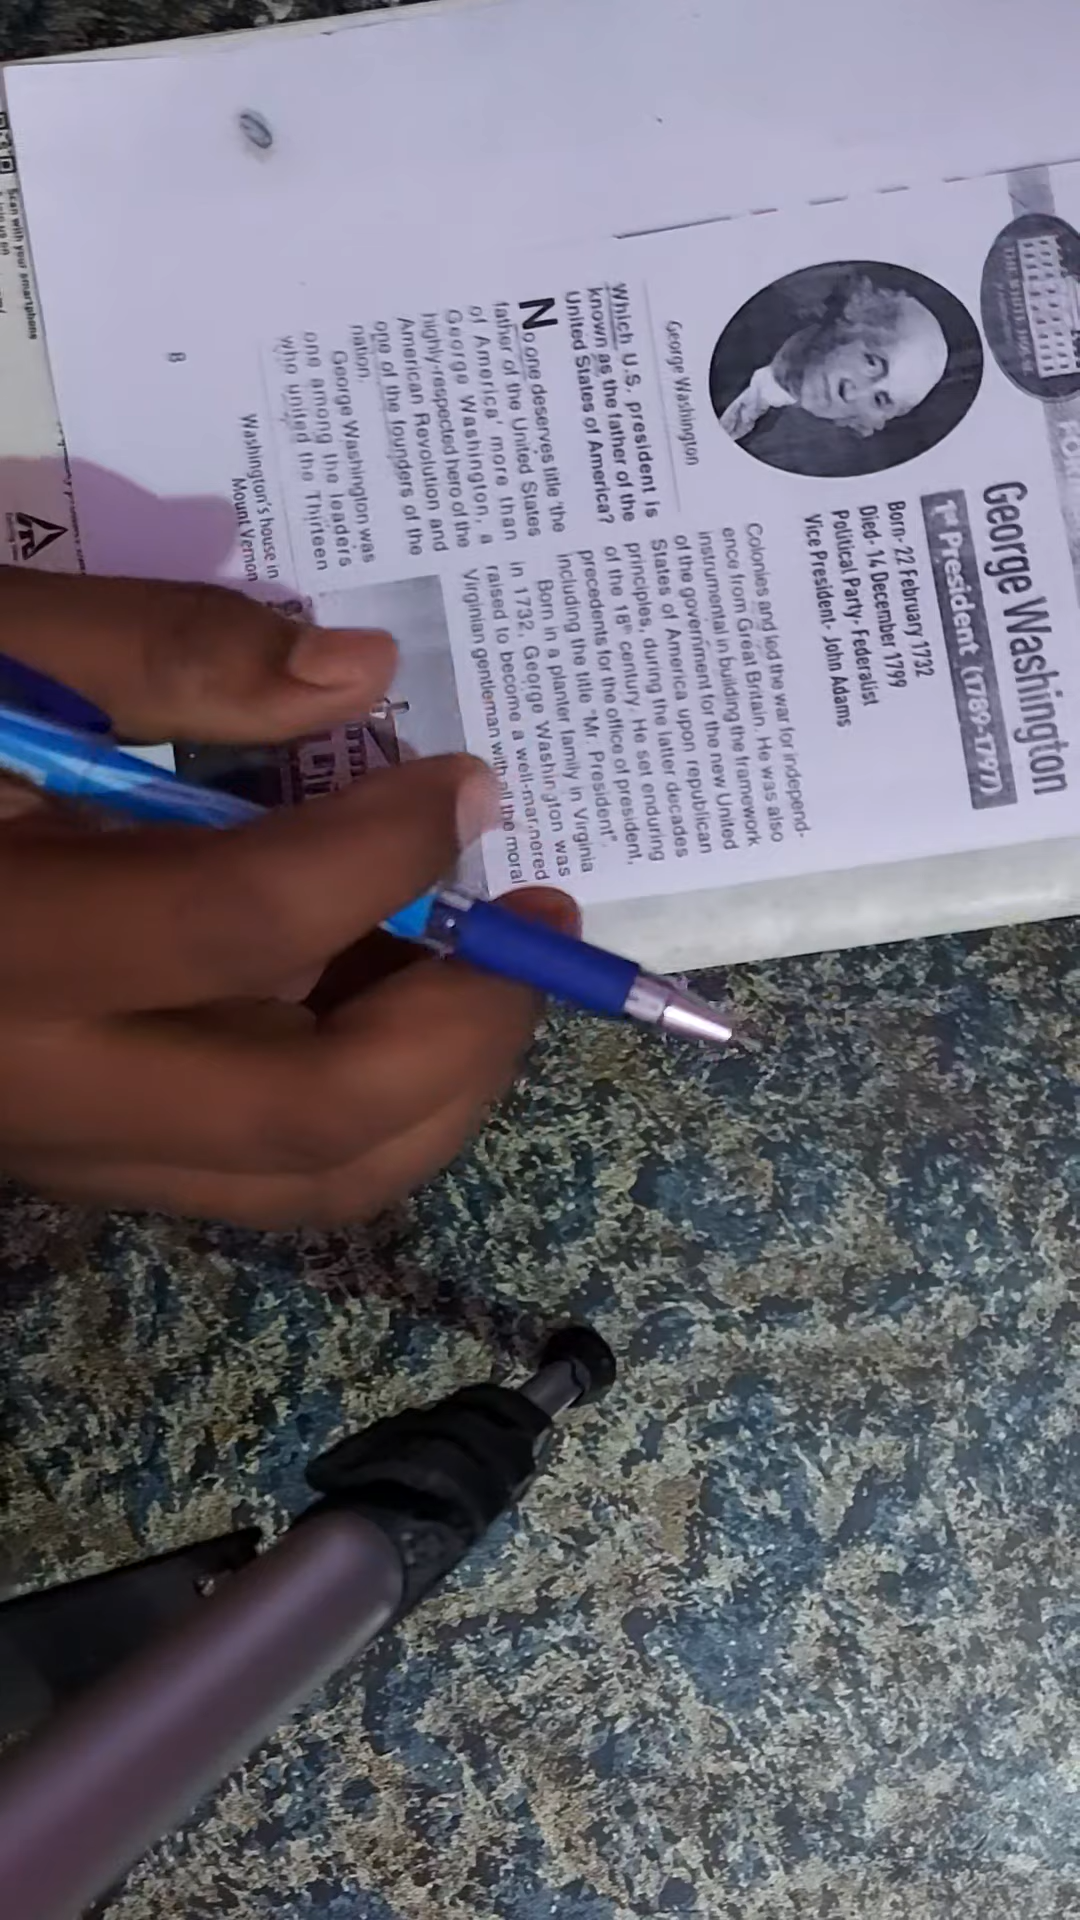 George Washington
1st President (1789-1797)
Born- 22 February 1732
Died- 14 December 1799
Political Party- Federalist
Vice President- John Adams
George Washington
Which U.S. president is
known as the father of the
United States of America?
No one deserves title 'the
father of the United States
of America' more than
George Washington, a
highly-respected hero of the
American Revolution and
one of the founders of the
nation.
George Washington was
one among the leaders
who united the Thirteen
Colonies and led the war for independ-
ence from Great Britain. He was also
instrumental in building the framework
of the government for the new United
States of America upon republican
principles, during the latter decades
of the 18th century. He set enduring
precedents for the office of president,
including the title "Mr. President".
Born in a planter family in Virginia
in 1732, George Washington was
raised to become a well-mannered
Virginian gentleman with all the moral
Washington's house in
Mount Vernon
8
Scan with your smartphone